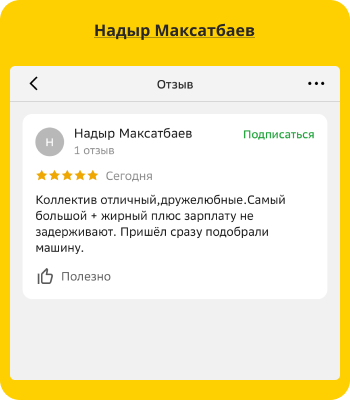 Надыр Максатбаев
Отзыв
Н
Надыр Максатбаев
Подписаться
1 отзыв
Сегодня
Коллектив отличный,дружелюбные.Самый
большой + жирный плюс зарплату не
задерживают. Пришёл сразу подобрали
машину.
Полезно